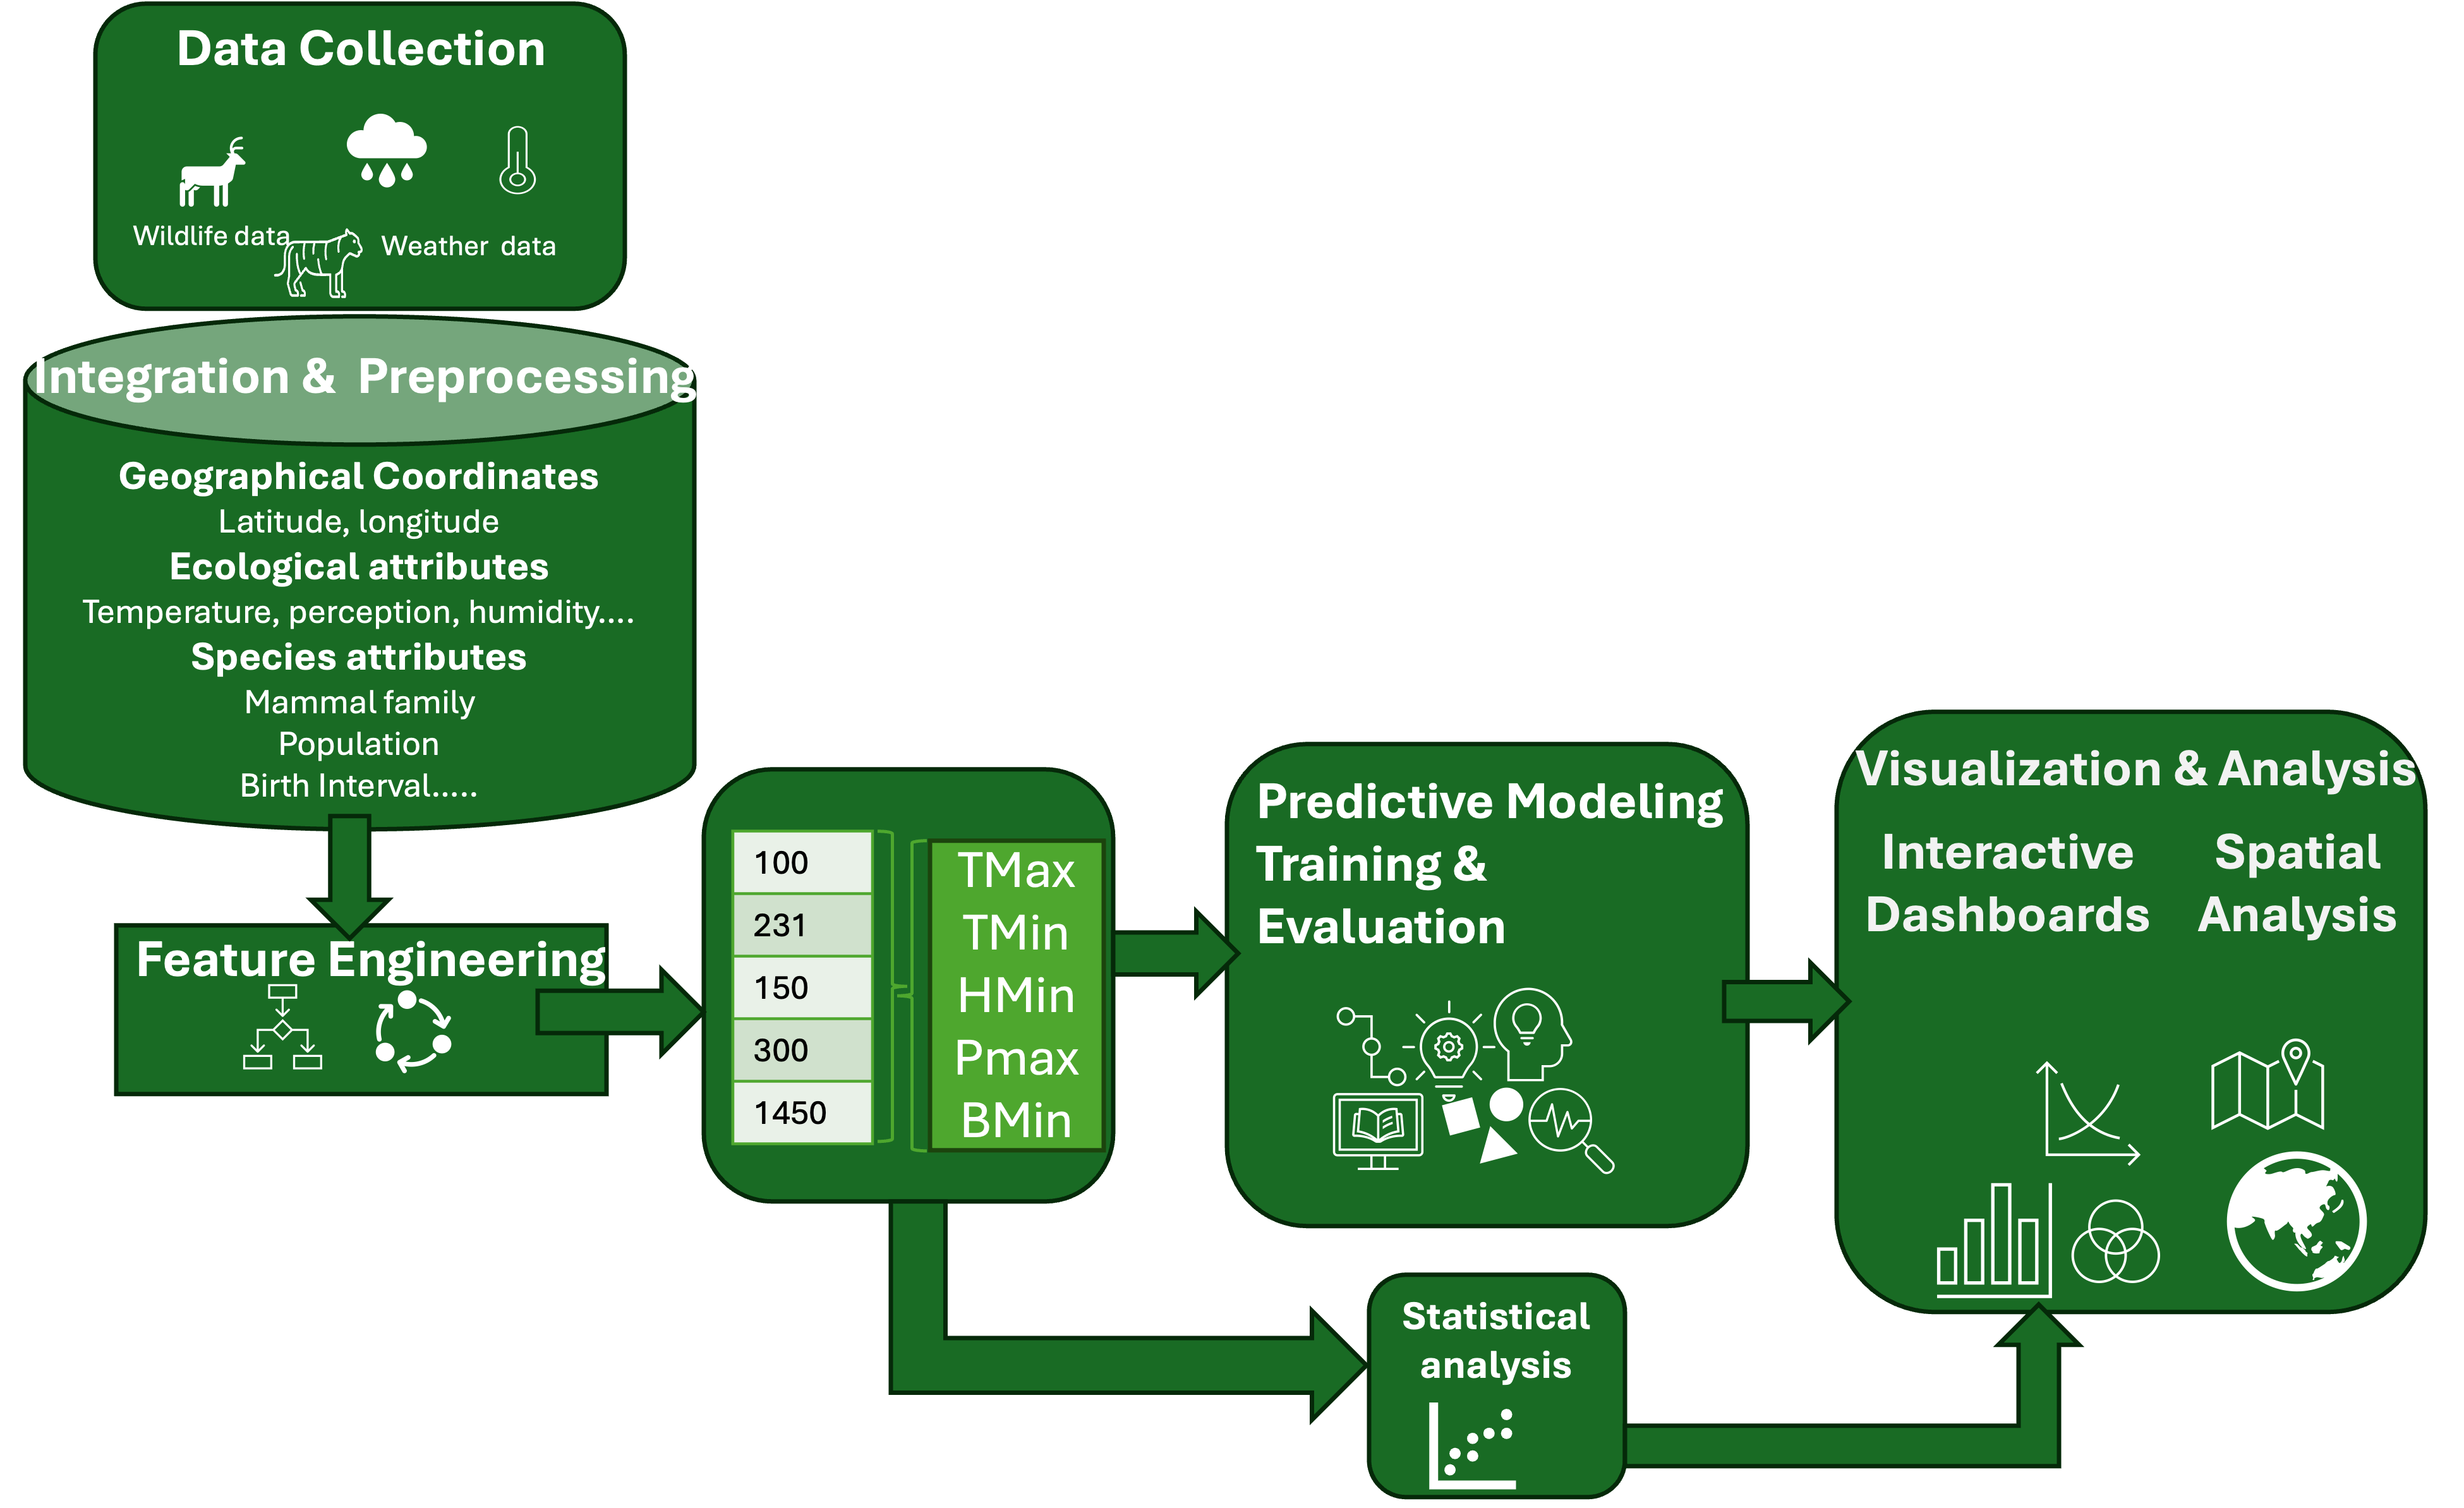 Data Collection
Wildlife data
Weather  data
Integration &  Preprocessing
Geographical Coordinates
Latitude, longitude
Ecological attributes
Temperature, perception, humidity....
Species attributes
Mammal family
Population
Birth Interval.....
Feature Engineering
100
231
150
300
1450
TMax
TMin
HMin
Pmax
BMin
Predictive Modeling
Training &
Evaluation
Statistical
analysis
Visualization & Analysis
Interactive
Dashboards
Spatial
Analysis